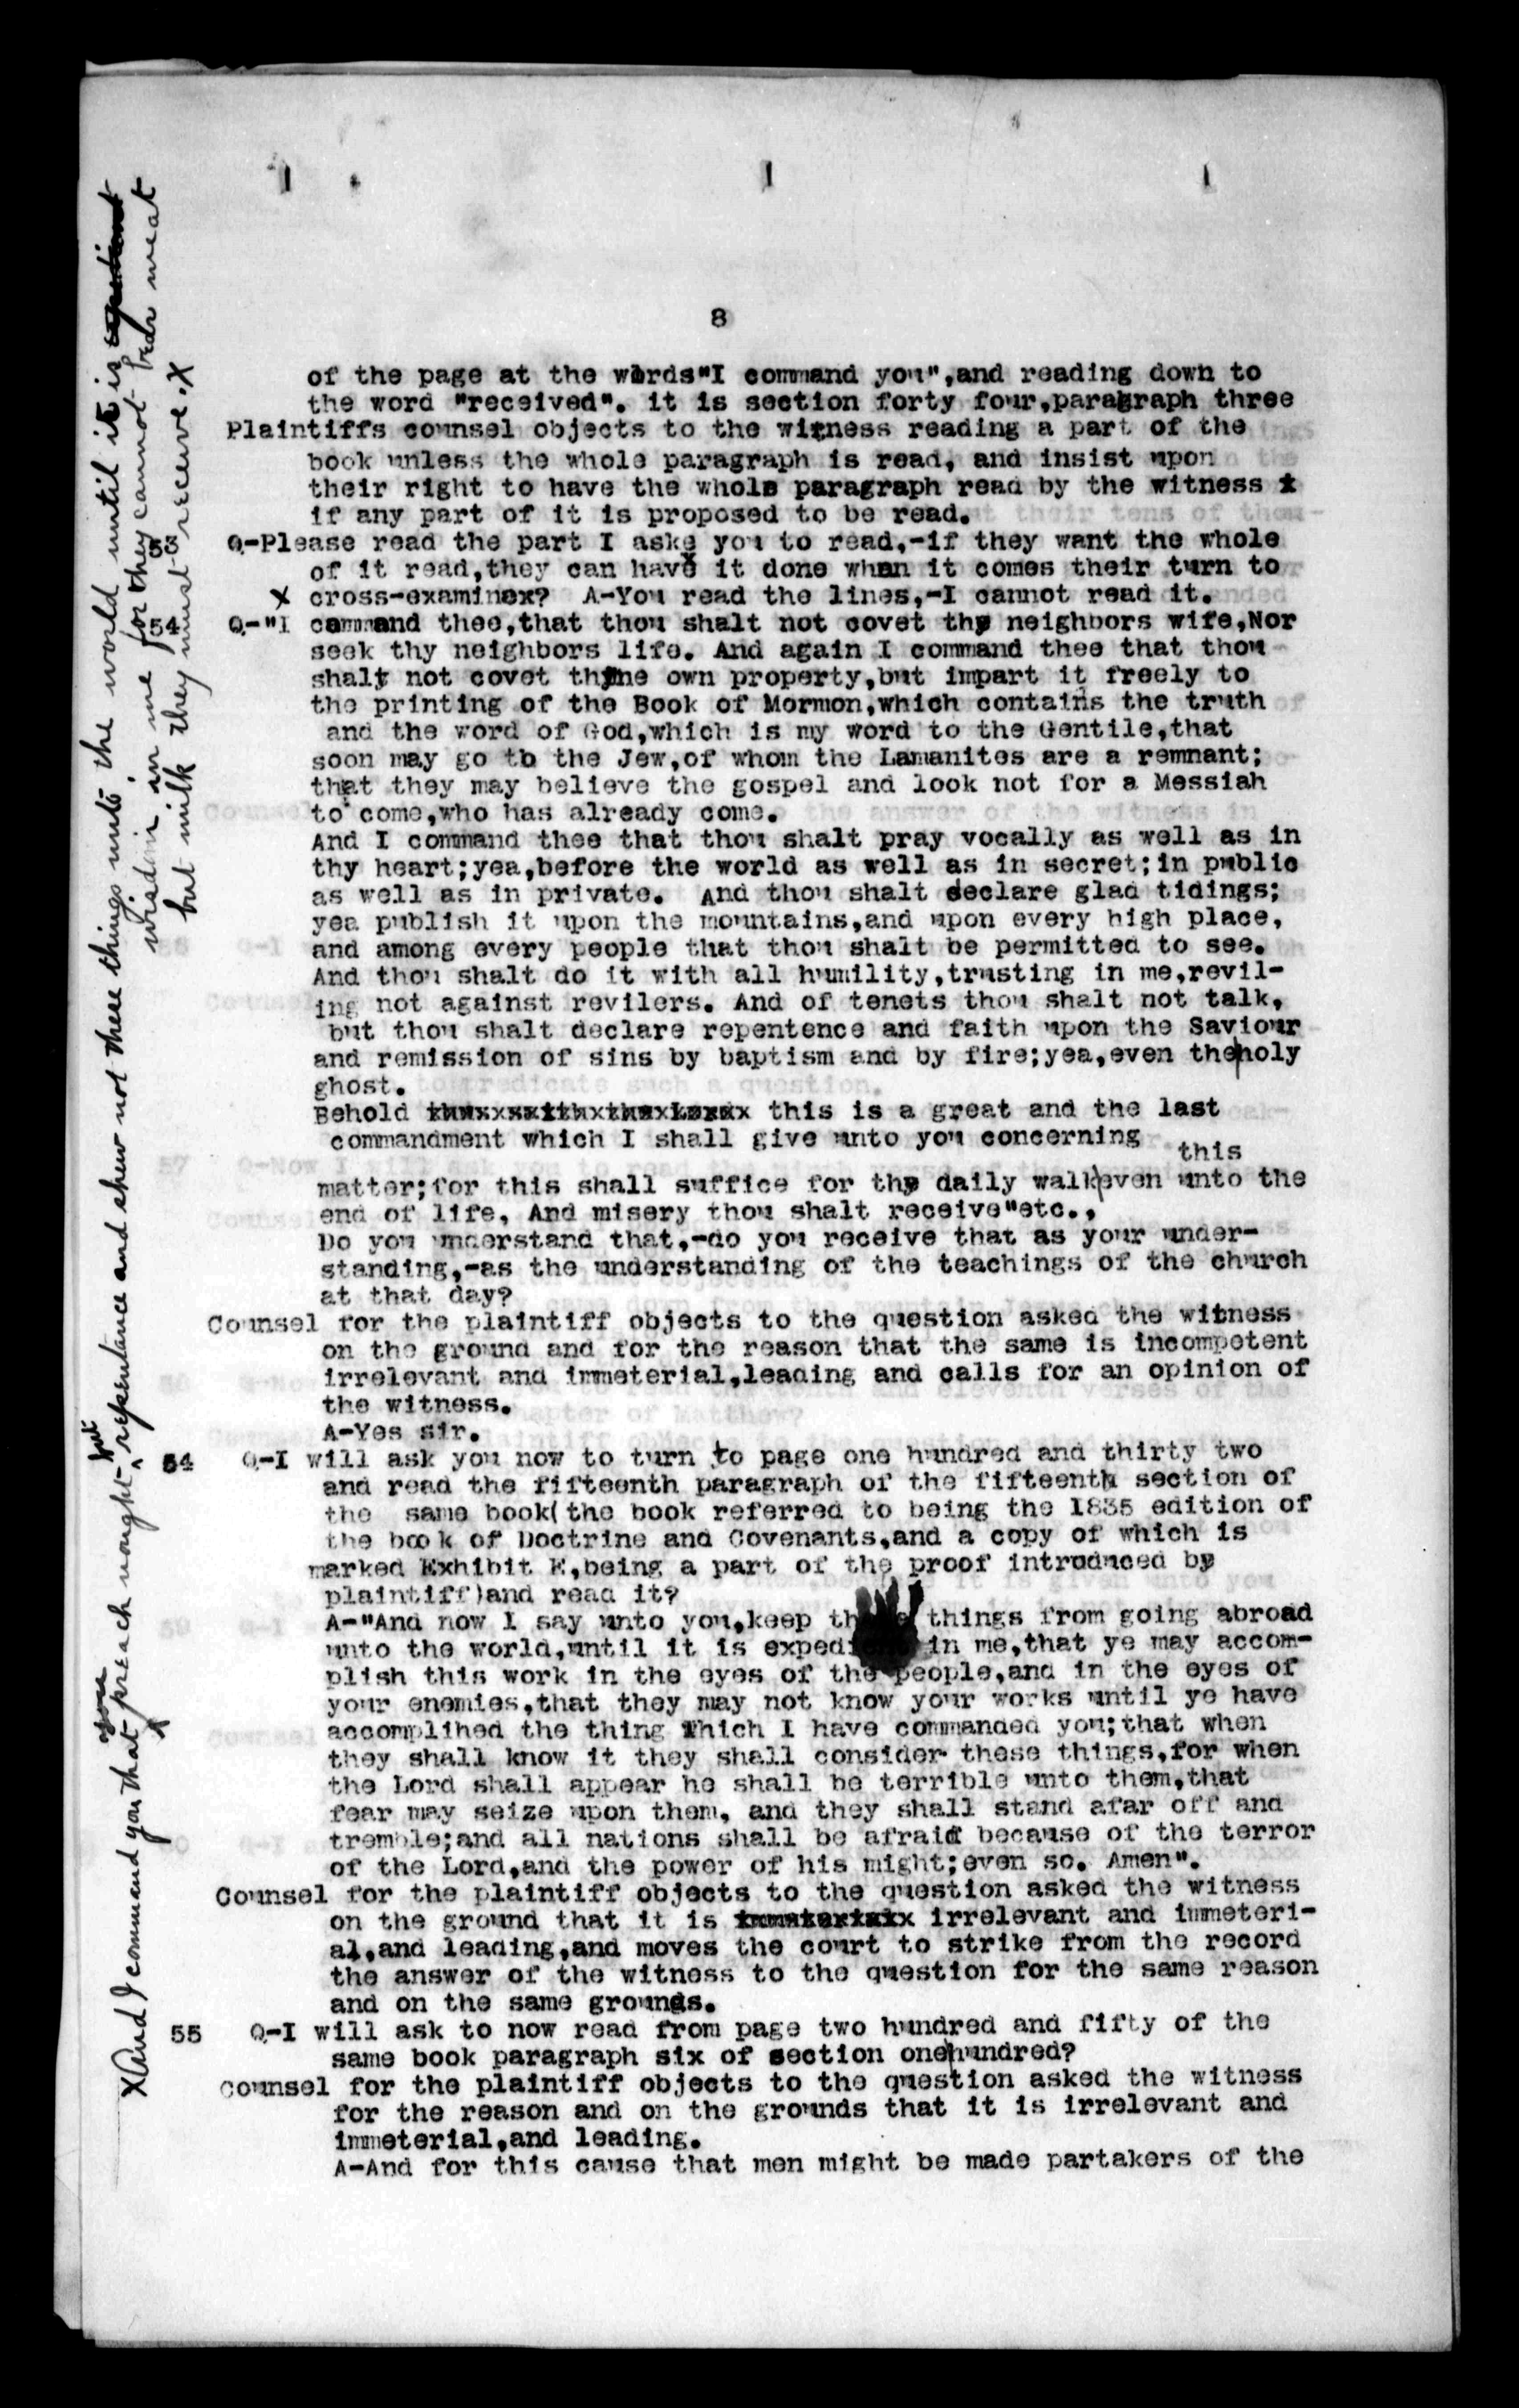 8
of the page at the words"I command you",and reading down to
the word "received". it is section forty four,paragraph three
Plaintiffs counsel objects to the witness reading a part of the
book unless the whole paragraph is read, and insist upon
their right to have the whole paragraph read by the witness
if any part of it is proposed to be read.
53 Q-Please read the part I aske you to read,-if they want the whole
of it read,they can have it done when it comes their turn to
x cross-examinex? A-You read the lines,-I cannot read it.
54 Q-"I command thee,that thou shalt not covet thy neighbors wife,Nor
seek thy neighbors life. And again I command thee that thou
shalt not covet thine own property,but impart it freely to
the printing of the Book of Mormon,which contains the truth
and the word of God,which is my word to the Gentile,that
soon may go to the Jew,of whom the Lamanites are a remnant;
that they may believe the gospel and look not for a Messiah
to come,who has already come.
And I command thee that thou shalt pray vocally as well as in
thy heart;yea,before the world as well as in secret;in public
as well as in private. And thou shalt declare glad tidings;
yea publish it upon the mountains,and upon every high place,
and among every people that thou shalt be permitted to see.
And thou shalt do it with all humility,trusting in me,revil-
ing not against revilers. And of tenets thou shalt not talk,
but thou shalt declare repentence and faith upon the Saviour
and remission of sins by baptism and by fire;yea,even the holy
ghost.
Behold this is a great and the last
commandment which I shall give unto you concerning
this
matter;for this shall suffice for thy daily walk even unto the
end of life, And misery thou shalt receive"etc.,
Do you understand that,-do you receive that as your under-
standing,-as the understanding of the teachings of the church
at that day?
Counsel for the plaintiff objects to the question asked the witness
on the ground and for the reason that the same is incompetent
irrelevant and immeterial,leading and calls for an opinion of
the witness.
A-Yes sir.
54 Q-I will ask you now to turn to page one hundred and thirty two
and read the fifteenth paragraph of the fifteenth section of
the same book(the book referred to being the 1835 edition of
the book of Doctrine and Covenants,and a copy of which is
marked Exhibit E,being a part of the proof introduced by
plaintiff)and read it?
A-"And now I say unto you,keep things from going abroad
unto the world,until it is in me,that ye may accom-
plish this work in the eyes of the people,and in the eyes of
your enemies,that they may not know your works until ye have
accomplihed the thing which I have commanded you;that when
they shall know it they shall consider these things,for when
the Lord shall appear he shall be terrible unto them,that
fear may seize upon them, and they shall stand afar off and
tremble;and all nations shall be afraid because of the terror
of the Lord,and the power of his might;even so. Amen".
Counsel for the plaintiff objects to the question asked the witness
on the ground that it is irrelevant and immeteri-
al,and leading,and moves the court to strike from the record
the answer of the witness to the question for the same reason
and on the same grounds.
55 Q-I will ask to now read from page two hundred and fifty of the
same book paragraph six of section one hundred?
Counsel for the plaintiff objects to the question asked the witness
for the reason and on the grounds that it is irrelevant and
immeterial,and leading.
A-And for this cause that men might be made partakers of the
x And I command you that you preach nought but repentance and shew not these things unto the world until it is
wisdom in me for they cannot bear meat
but milk they must receive. x